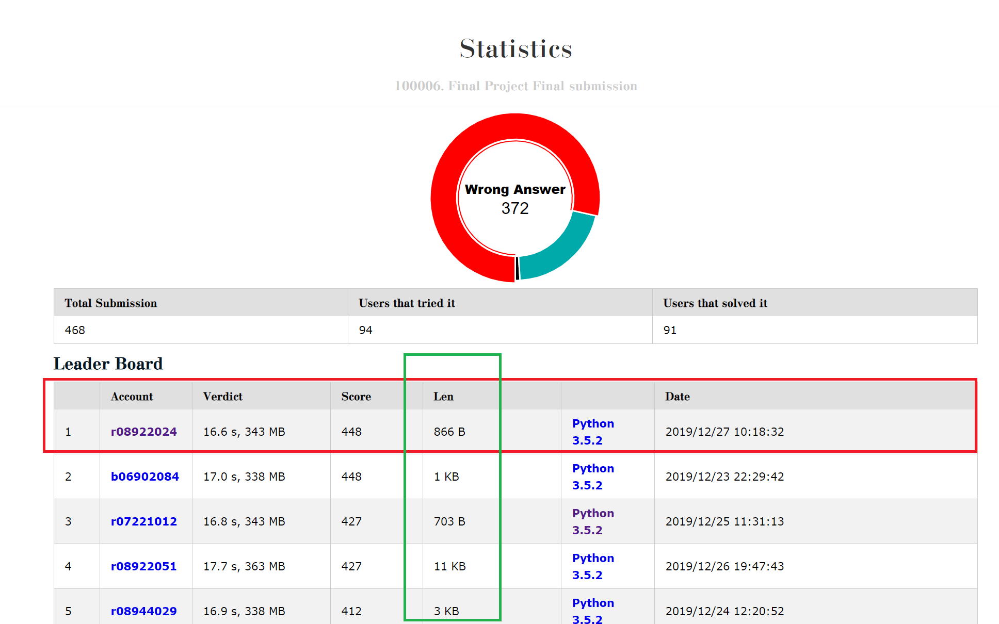 Statistics
100006. Final Project Final submission
Wrong Answer
372
Total Submission Users that tried it Users that solved it
468 94 91
Leader Board
Account Verdict Score Len Date
1 r08922024 16.6 s, 343 MB 448 866 B Python 3.5.2 2019/12/27 10:18:32
2 b06902084 17.0 s, 338 MB 448 1 KB Python 3.5.2 2019/12/23 22:29:42
3 r07221012 16.8 s, 343 MB 427 703 B Python 3.5.2 2019/12/25 11:31:13
4 r08922051 17.7 s, 363 MB 427 11 KB Python 3.5.2 2019/12/26 19:47:43
5 r08944029 16.9 s, 338 MB 412 3 KB Python 3.5.2 2019/12/24 12:20:52